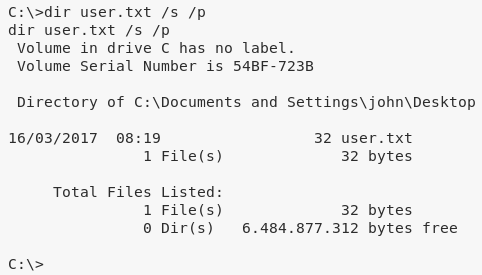 C:\>dir user.txt /s /p
dir user.txt /s /p
 Volume in drive C has no label.
 Volume Serial Number is 54BF-723B

 Directory of C:\Documents and Settings\john\Desktop

16/03/2017  08:19                 32 user.txt
               1 File(s)             32 bytes

     Total Files Listed:
               1 File(s)             32 bytes
               0 Dir(s)   6.484.877.312 bytes free

C:\>